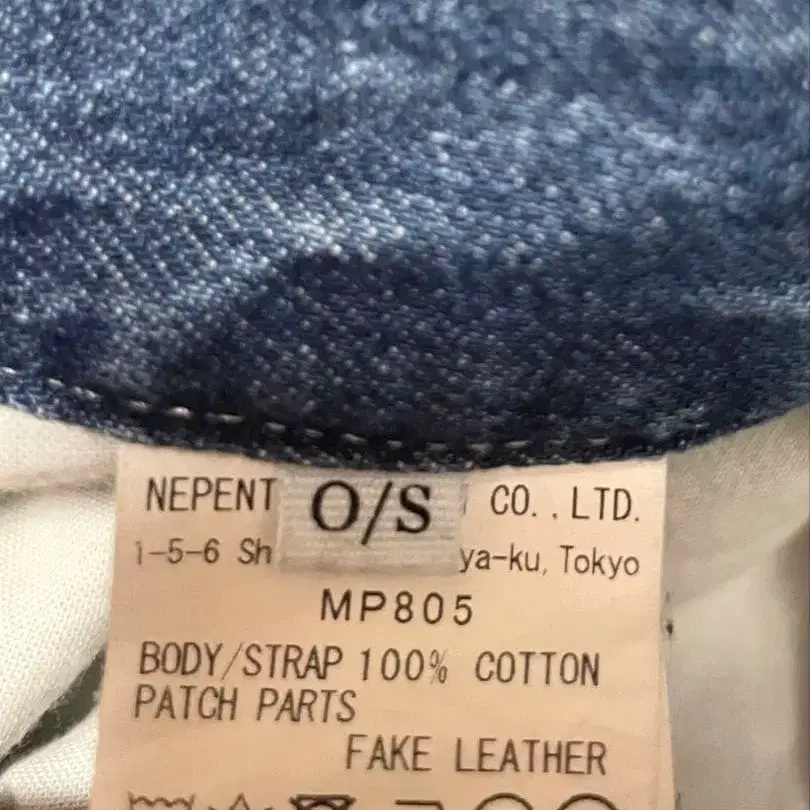 NEPENT O/S CO., LTD.
1-5-6 Sh ya-ku, Tokyo
MP805
BODY/STRAP 100% COTTON
PATCH PARTS
FAKE LEATHER